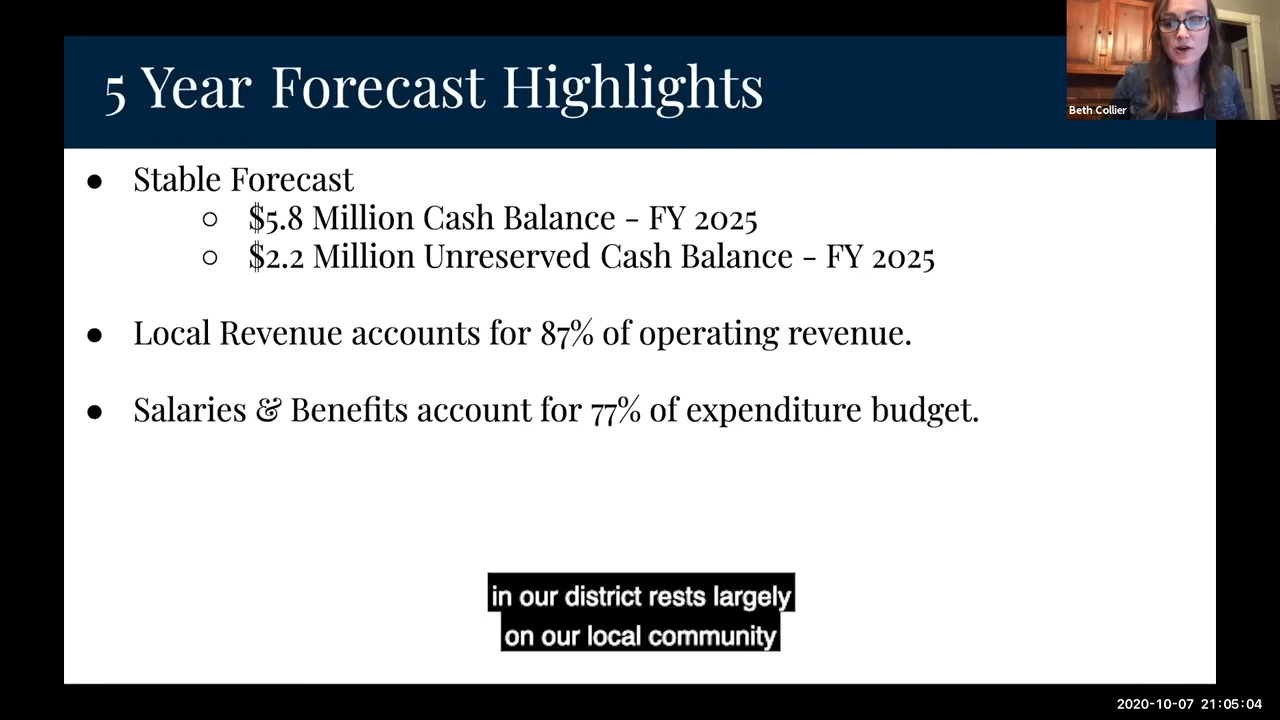 5 Year Forecast Highlights
Beth Collier
● Stable Forecast
○ $5.8 Million Cash Balance - FY 2025
○ $2.2 Million Unreserved Cash Balance - FY 2025
● Local Revenue accounts for 87% of operating revenue.
● Salaries & Benefits account for 77% of expenditure budget.
in our district rests largely
on our local community
2020-10-07 21:05:04